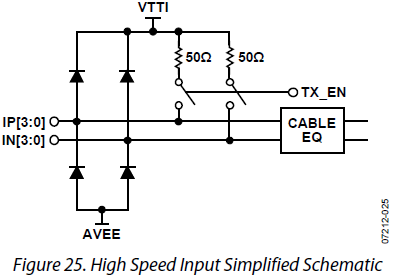 VTTI
50Ω
50Ω
TX_EN
IP[3:0]
IN[3:0]
CABLE
EQ
AVEE
07212-025
Figure 25. High Speed Input Simplified Schematic